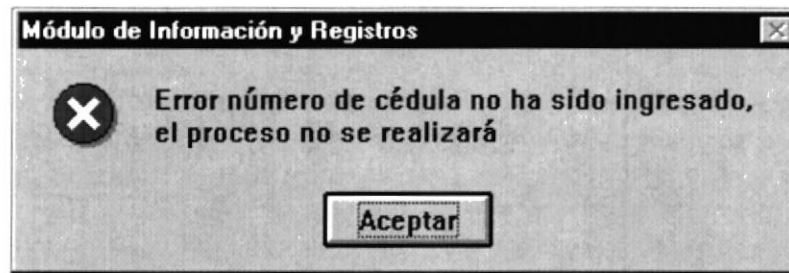 Módulo de Información y Registros
Error número de cédula no ha sido ingresado,
el proceso no se realizará
Aceptar